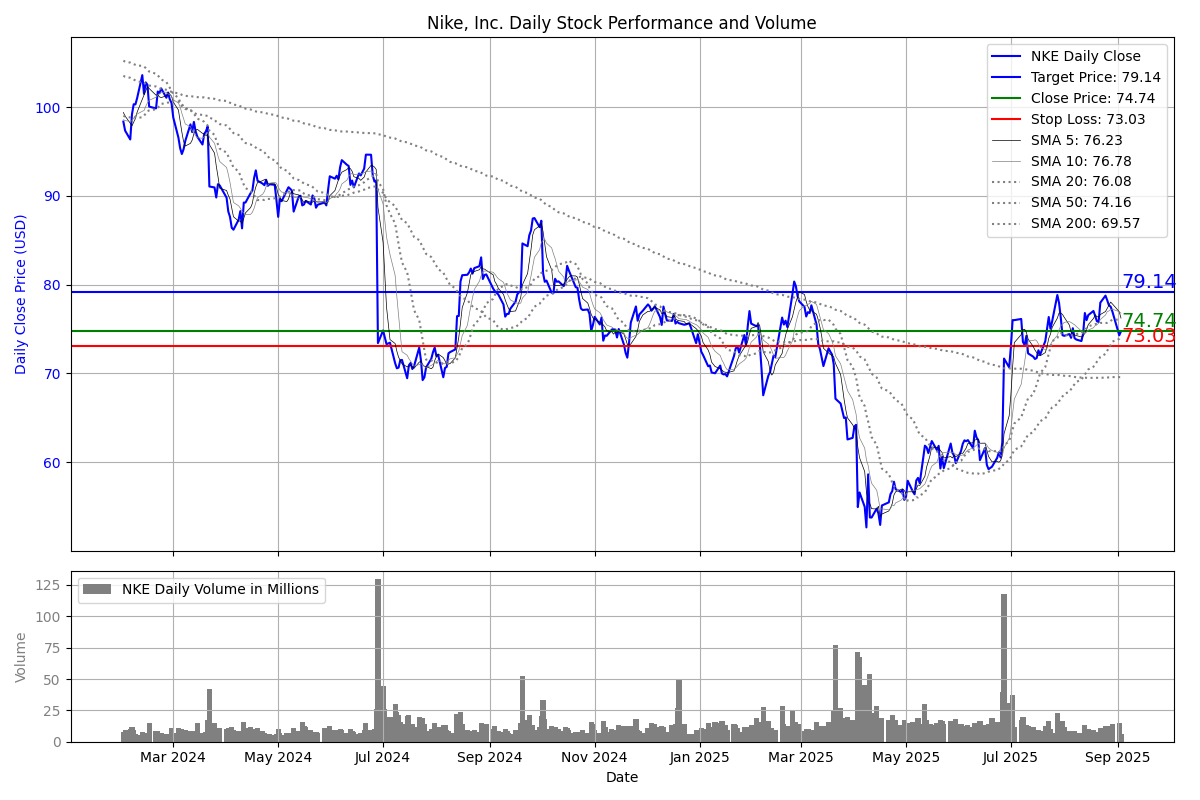 Nike, Inc. Daily Stock Performance and Volume
Daily Close Price (USD)
100
90
80
70
60
NKE Daily Close
Target Price: 79.14
Close Price: 74.74
Stop Loss: 73.03
SMA 5: 76.23
SMA 10: 76.78
SMA 20: 76.08
SMA 50: 74.16
SMA 200: 69.57
79.14
74.74
73.03
Volume
125
100
75
50
25
0
NKE Daily Volume in Millions
Mar 2024 May 2024 Jul 2024 Sep 2024 Nov 2024 Jan 2025 Mar 2025 May 2025 Jul 2025 Sep 2025
Date